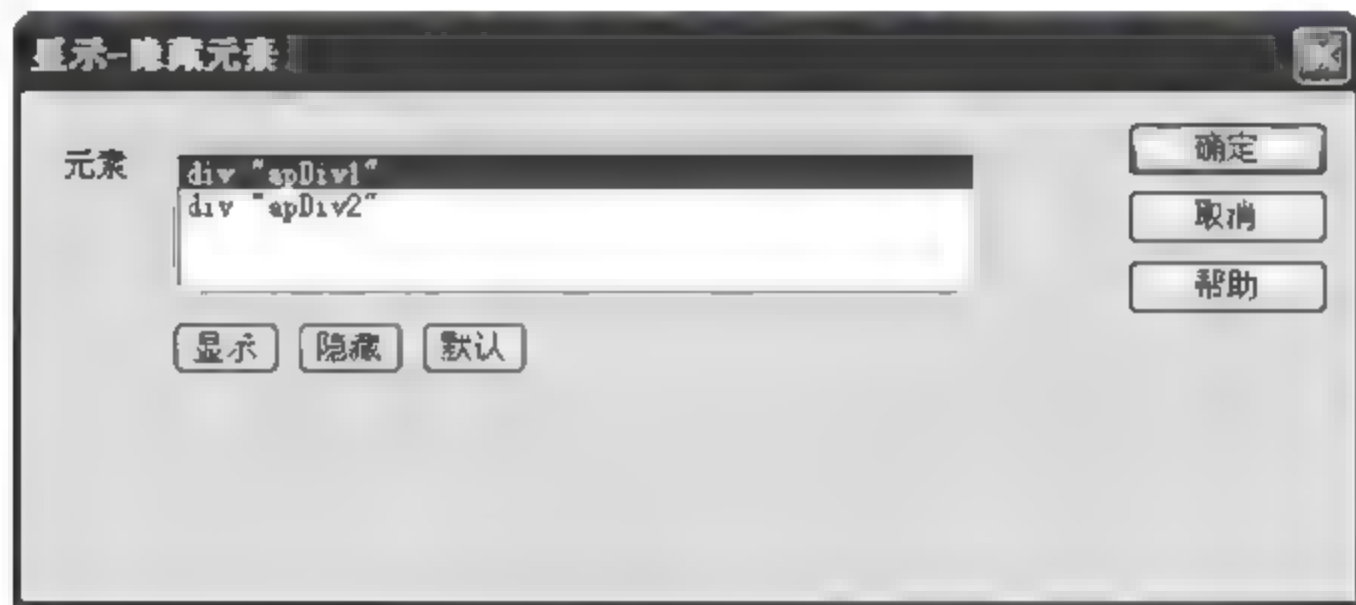 显示-隐藏元素
元素
div "apDiv1"
div "apDiv2"
确定
取消
帮助
显示 隐藏 默认